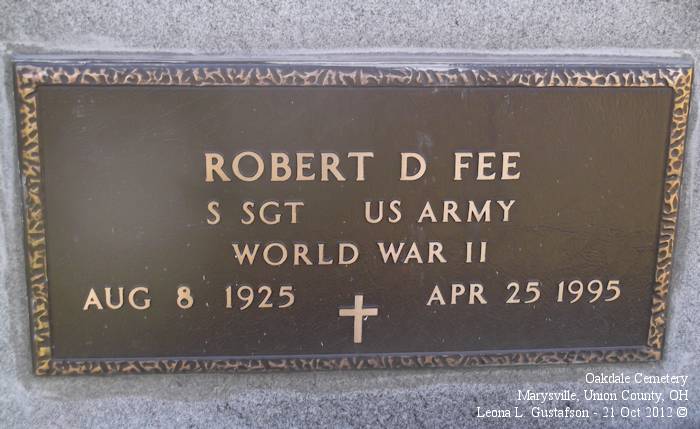 ROBERT D FEE
S SGT US ARMY
WORLD WAR II
AUG 8 1925 APR 25 1995
Oakdale Cemetery
Marysville, Union County, OH
Leona L. Gustafson - 21 Oct 2012 ©